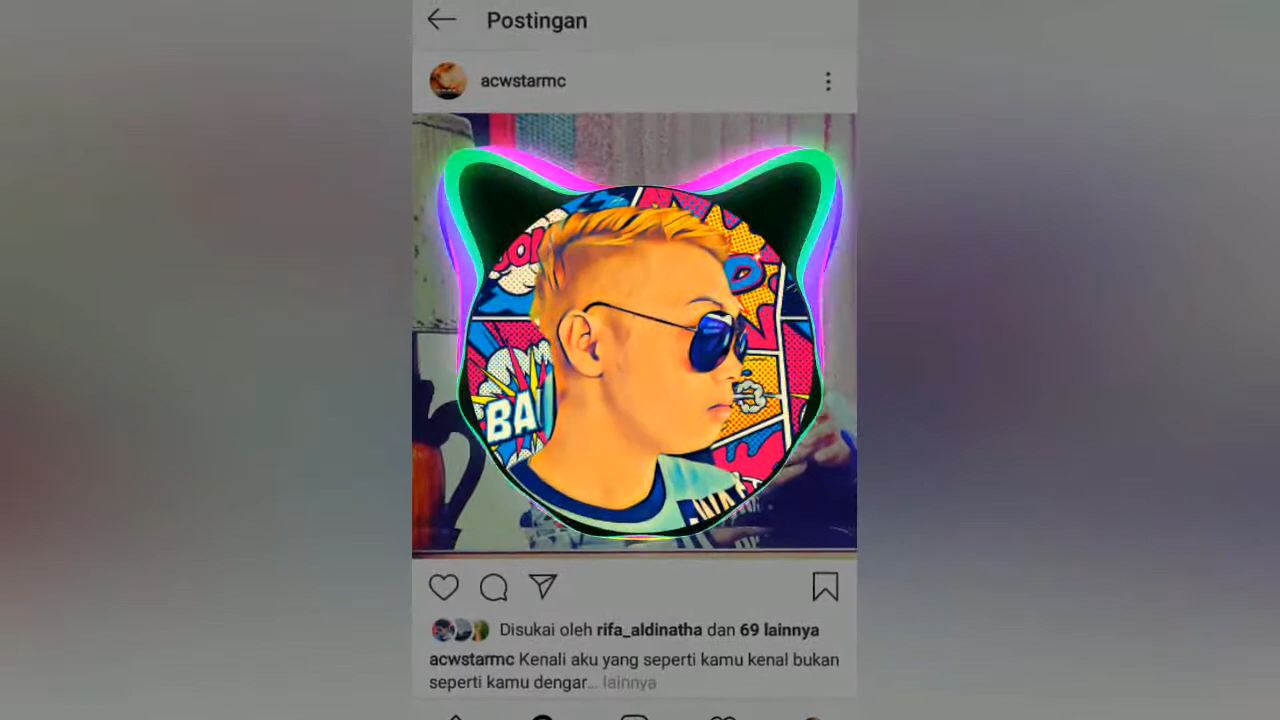 Postingan
acwstarmc
BA
Disukai oleh rifa_aldinatha dan 69 lainnya
acwstarmc Kenali aku yang seperti kamu kenal bukan
seperti kamu dengar... lainnya